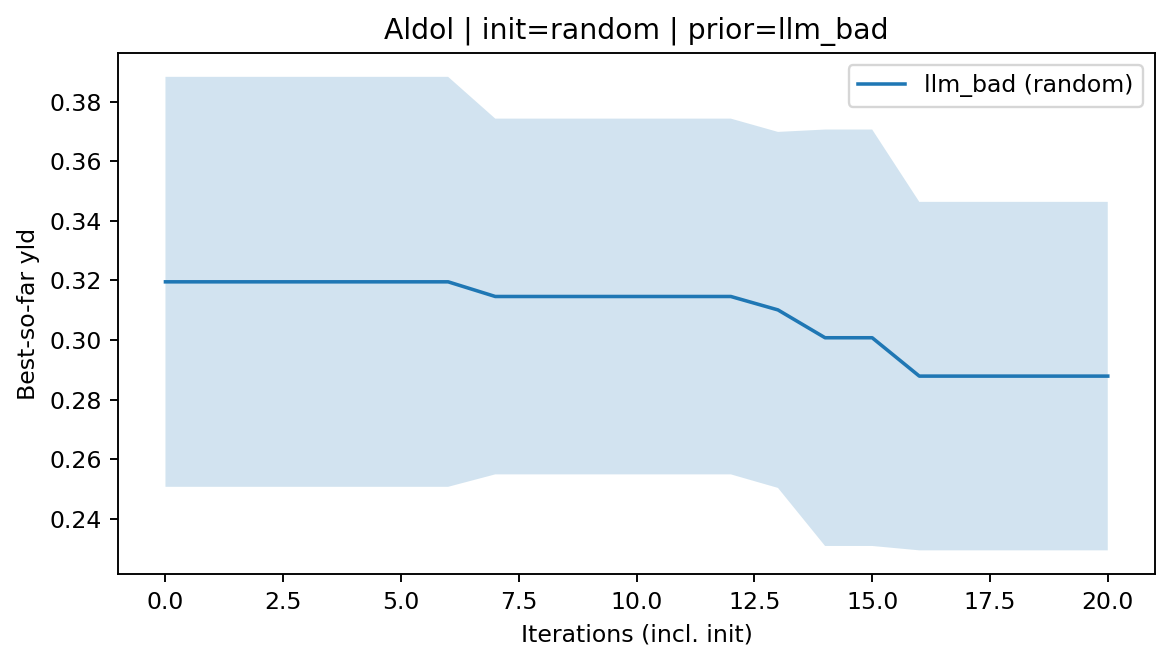 Aldol | init=random | prior=llm_bad
llm_bad (random)
Best-so-far yld
0.38
0.36
0.34
0.32
0.30
0.28
0.26
0.24
0.0 2.5 5.0 7.5 10.0 12.5 15.0 17.5 20.0
Iterations (incl. init)